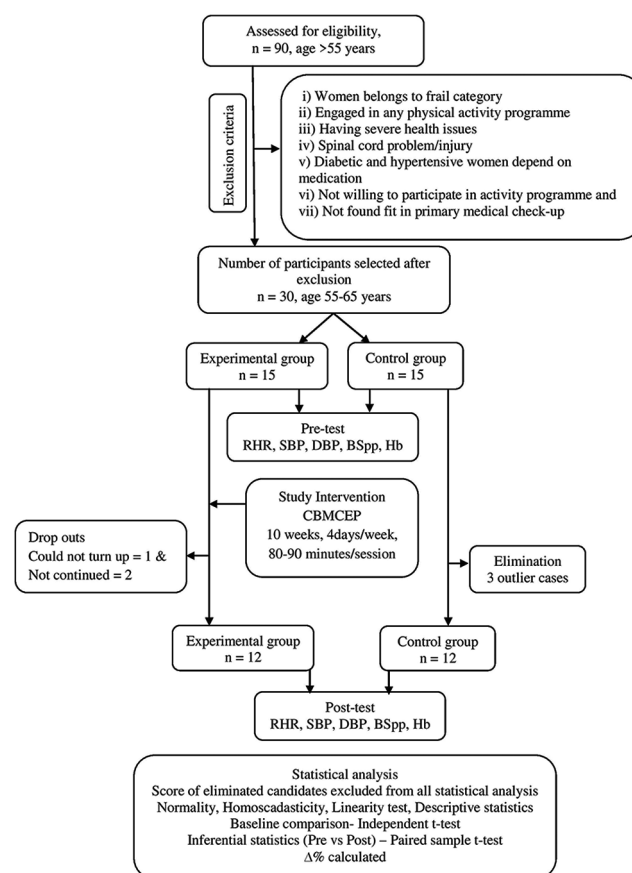 Assessed for eligibility,
n = 90, age >55 years
Exclusion criteria
i) Women belongs to frail category
ii) Engaged in any physical activity programme
iii) Having severe health issues
iv) Spinal cord problem/injury
v) Diabetic and hypertensive women depend on
medication
vi) Not willing to participate in activity programme and
vii) Not found fit in primary medical check-up
Number of participants selected after
exclusion
n = 30, age 55-65 years
Experimental group
n = 15
Control group
n = 15
Pre-test
RHR, SBP, DBP, BSpp, Hb
Study Intervention
CBMCEP
10 weeks, 4days/week,
80-90 minutes/session
Drop outs
Could not turn up = 1 &
Not continued = 2
Elimination
3 outlier cases
Experimental group
n = 12
Control group
n = 12
Post-test
RHR, SBP, DBP, BSpp, Hb
Statistical analysis
Score of eliminated candidates excluded from all statistical analysis
Normality, Homoscadasticity, Linearity test, Descriptive statistics
Baseline comparison- Independent t-test
Inferential statistics (Pre vs Post) – Paired sample t-test
Δ% calculated